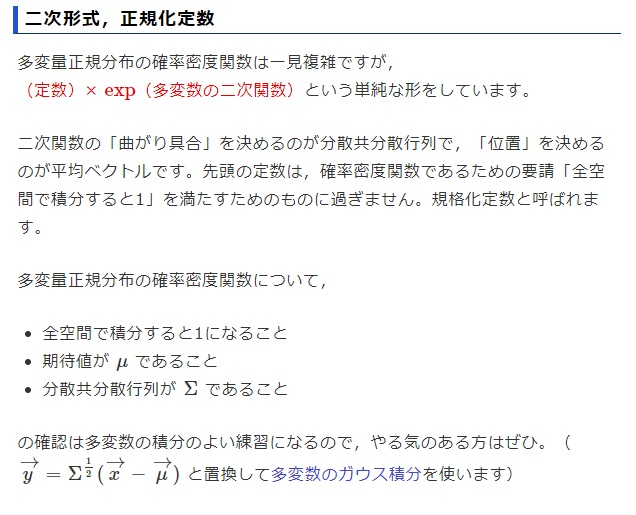 二次形式，正規化定数
多変量正規分布の確率密度関数は一見複雑ですが，
（定数）× exp（多変数の二次関数）という単純な形をしています。
二次関数の「曲がり具合」を決めるのが分散共分散行列で，「位置」を決める
のが平均ベクトルです。先頭の定数は，確率密度関数であるための要請「全空
間で積分すると1」を満たすためのものに過ぎません。規格化定数と呼ばれま
す。
多変量正規分布の確率密度関数について，
• 全空間で積分すると1になること
• 期待値が μ であること
• 分散共分散行列が Σ であること
の確認は多変数の積分のよい練習になるので，やる気のある方はぜひ。（
$\overrightarrow{y} = \Sigma^{\frac{1}{2}}(\overrightarrow{x} - \overrightarrow{\mu})$ と置換して多変数のガウス積分を使います）